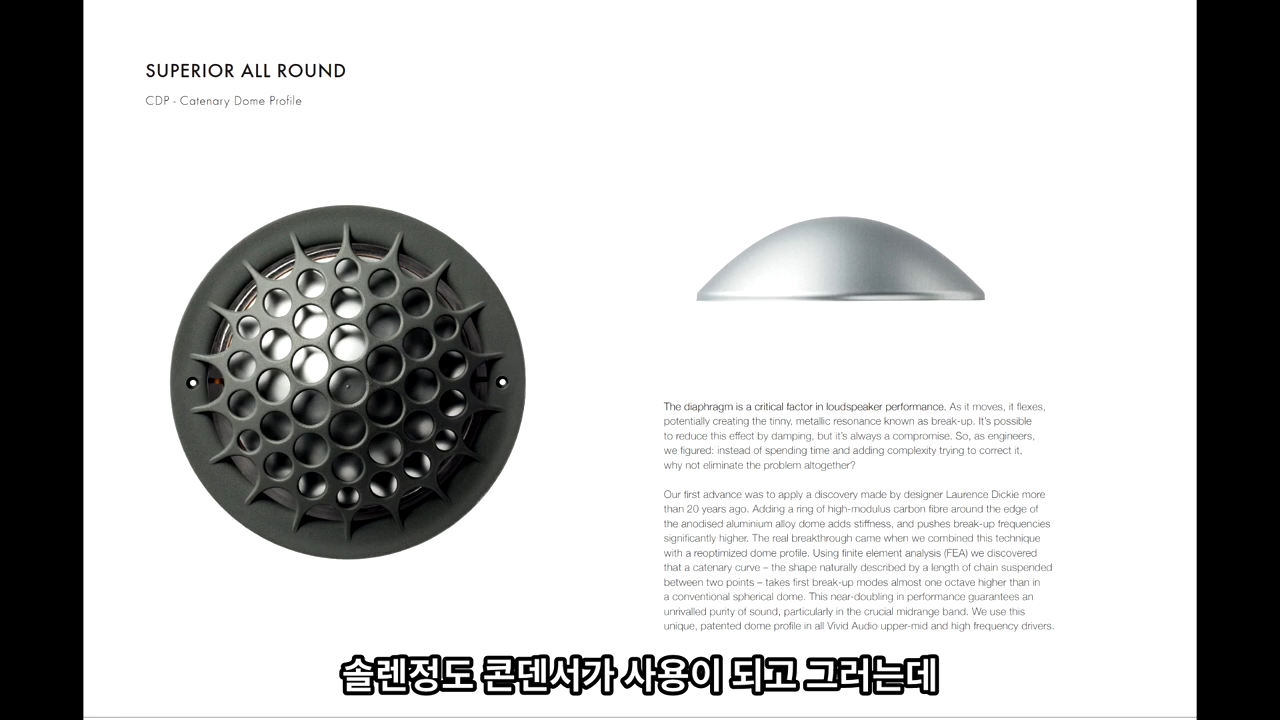 SUPERIOR ALL ROUND
CDP - Catenary Dome Profile
The diaphragm is a critical factor in loudspeaker performance. As it moves, it flexes,
potentially creating the tinny, metallic resonance known as break-up. It's possible
to reduce this effect by damping, but it's always a compromise. So, as engineers,
we figured: instead of spending time and adding complexity trying to correct it,
why not eliminate the problem altogether?
Our first advance was to apply a discovery made by designer Laurence Dickie more
than 20 years ago. Adding a ring of high-modulus carbon fibre around the edge of
the anodised aluminium alloy dome adds stiffness, and pushes break-up frequencies
significantly higher. The real breakthrough came when we combined this technique
with a reoptimized dome profile. Using finite element analysis (FEA) we discovered
that a catenary curve – the shape naturally described by a length of chain suspended
between two points – takes first break-up modes almost one octave higher than in
a conventional spherical dome. This near-doubling in performance guarantees an
unrivalled purity of sound, particularly in the crucial midrange band. We use this
unique, patented dome profile in all Vivid Audio upper-mid and high frequency drivers.
솔렌정도 콘덴서가 사용이 되고 그러는데